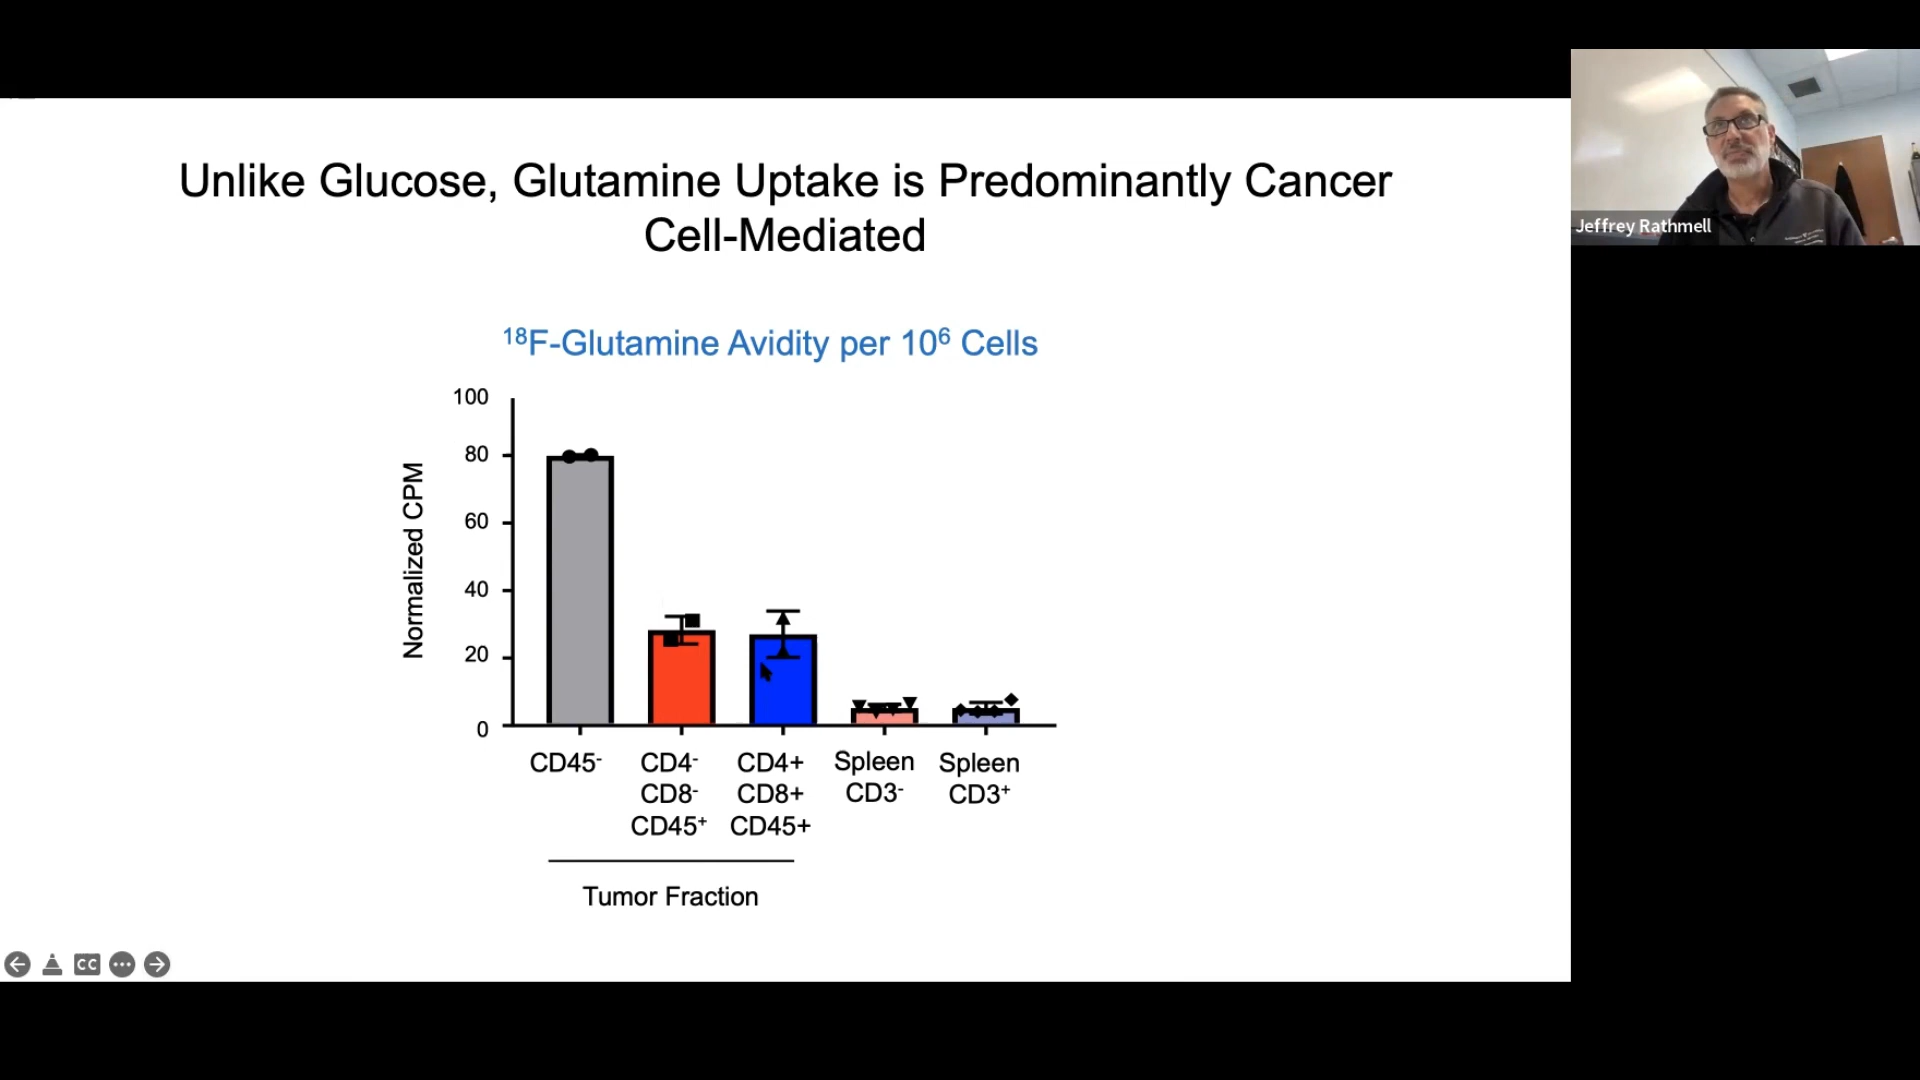 Unlike Glucose, Glutamine Uptake is Predominantly Cancer
Cell-Mediated
Jeffrey Rathmell
¹⁸F-Glutamine Avidity per 10⁶ Cells
Normalized CPM
100
80
60
40
20
0
CD45⁻
CD4⁻
CD8⁻
CD45⁺
CD4+
CD8+
CD45+
Spleen
CD3⁻
Spleen
CD3⁺
Tumor Fraction
CC